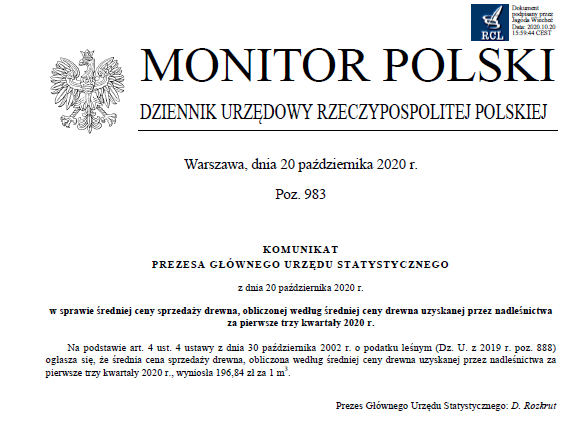 RCL
Dokument
podpisany przez
Jagoda Wiecheć
Data: 2020.10.20
15:59:44 CEST
MONITOR POLSKI
DZIENNIK URZĘDOWY RZECZYPOSPOLITEJ POLSKIEJ
Warszawa, dnia 20 października 2020 r.
Poz. 983
KOMUNIKAT
PREZESA GŁÓWNEGO URZĘDU STATYSTYCZNEGO
z dnia 20 października 2020 r.
w sprawie średniej ceny sprzedaży drewna, obliczonej według średniej ceny drewna uzyskanej przez nadleśnictwa
za pierwsze trzy kwartały 2020 r.
Na podstawie art. 4 ust. 4 ustawy z dnia 30 października 2002 r. o podatku leśnym (Dz. U. z 2019 r. poz. 888)
ogłasza się, że średnia cena sprzedaży drewna, obliczona według średniej ceny drewna uzyskanej przez nadleśnictwa za
pierwsze trzy kwartały 2020 r., wyniosła 196,84 zł za 1 m³.
Prezes Głównego Urzędu Statystycznego: D. Rozkrut